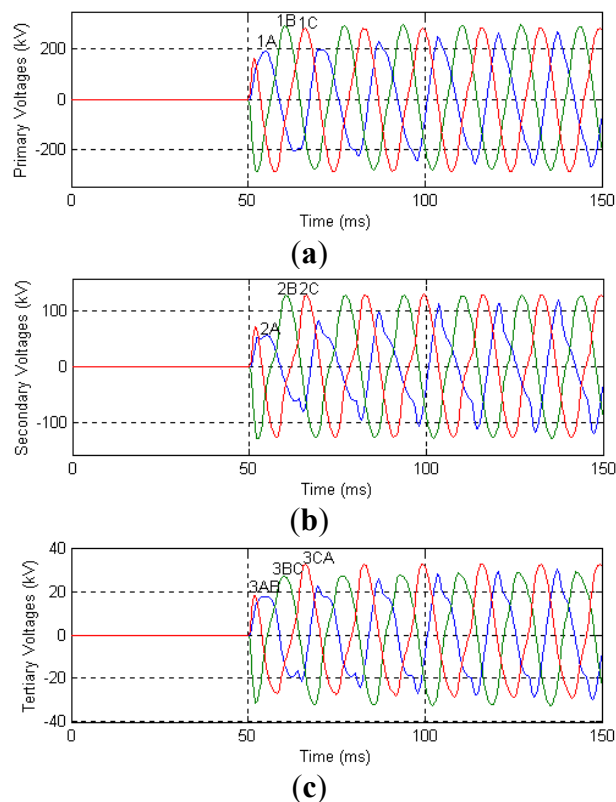 Primary Voltages (kV)
200
0
-200
1A
1B 1C
0
50
100
150
Time (ms)
(a)
Secondary Voltages (kV)
100
0
-100
2A
2B 2C
0
50
100
150
Time (ms)
(b)
Tertiary Voltages (kV)
40
20
0
-20
-40
3AB
3BC
3CA
0
50
100
150
Time (ms)
(c)